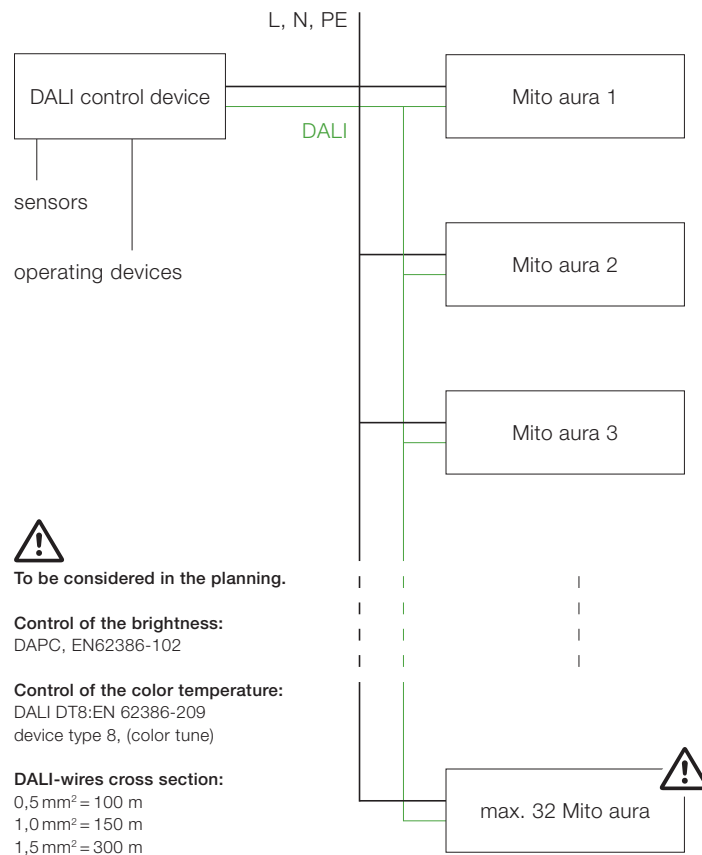 L, N, PE
DALI control device
Mito aura 1
DALI
sensors
operating devices
Mito aura 2
Mito aura 3
To be considered in the planning.
Control of the brightness:
DAPC, EN62386-102
Control of the color temperature:
DALI DT8:EN 62386-209
device type 8, (color tune)
DALI-wires cross section:
0,5 mm² = 100 m
1,0 mm² = 150 m
1,5 mm² = 300 m
max. 32 Mito aura